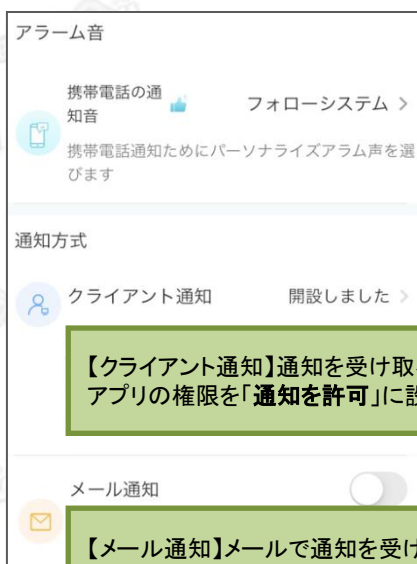 アラーム音
携帯電話の通
知音
フォローシステム >
携帯電話通知ためにパーソナライズアラム声を選
びます
通知方式
クライアント通知
開設しました >
【クライアント通知】通知を受け取
アプリの権限を「通知を許可」に設
メール通知
【メール通知】メールで通知を受け